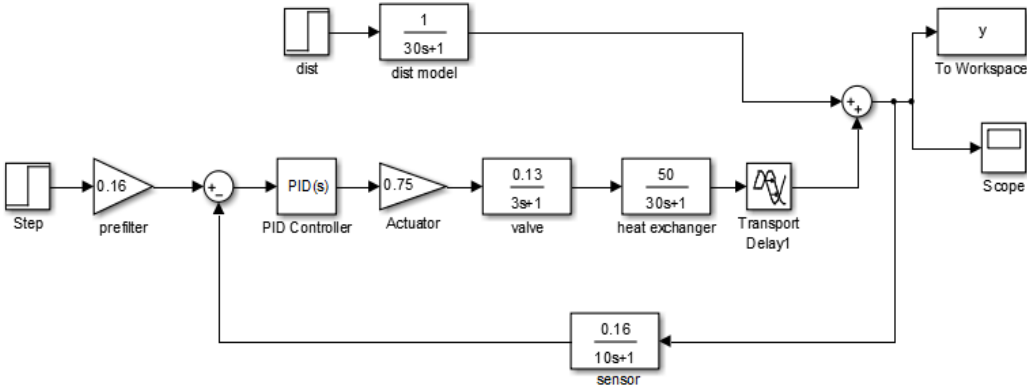 dist
1
30s+1
dist model
y
To Workspace
+
+
Scope
Step
0.16
prefilter
+
−
PID(s)
PID Controller
0.75
Actuator
0.13
3s+1
valve
50
30s+1
heat exchanger
Transport
Delay1
0.16
10s+1
sensor